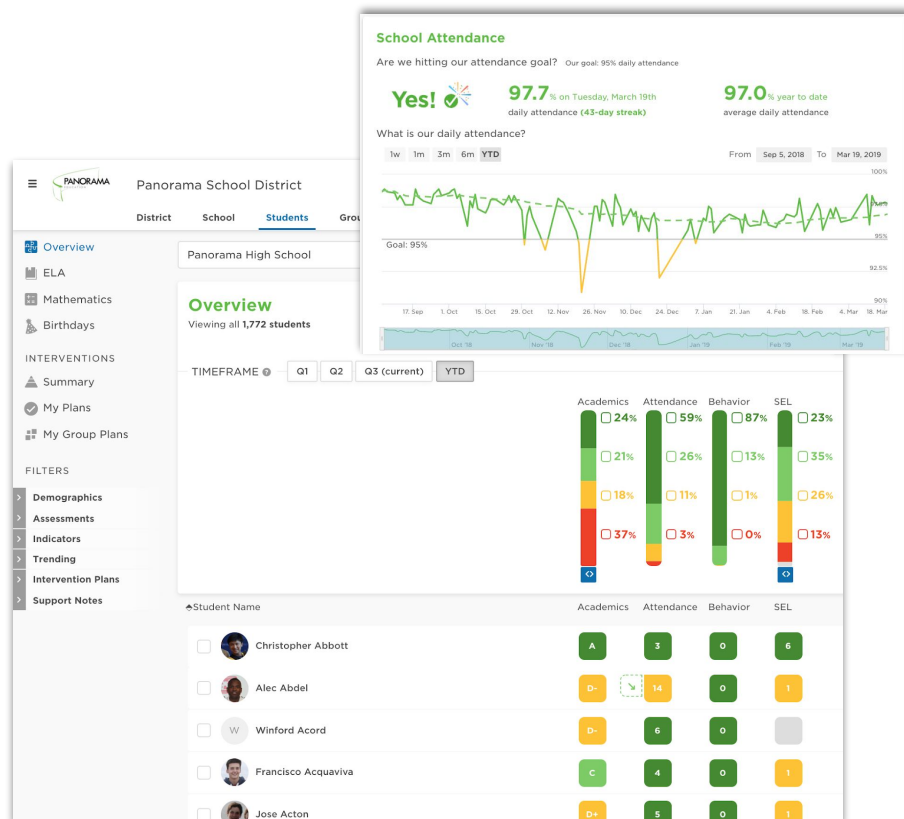 School Attendance
Are we hitting our attendance goal? Our goal: 95% daily attendance
Yes!
97.7% on Tuesday, March 19th
daily attendance (43-day streak)
97.0% year to date
average daily attendance
What is our daily attendance?
1w 1m 3m 6m YTD
From Sep 5, 2018 To Mar 19, 2019
100%
95%
Goal: 95%
92.5%
90%
17. Sep 1. Oct 15. Oct 29. Oct 12. Nov 26. Nov 10. Dec 24. Dec 7. Jan 21. Jan 4. Feb 18. Feb 4. Mar 18. Mar
Oct '18 Nov '18 Dec '18 Jan '19 Feb '19 Mar '19
PANORAMA
Panorama School District
District School Students Grou
Overview
ELA
Mathematics
Birthdays
INTERVENTIONS
Summary
My Plans
My Group Plans
FILTERS
Demographics
Assessments
Indicators
Trending
Intervention Plans
Support Notes
Panorama High School
Overview
Viewing all 1,772 students
TIMEFRAME ? Q1 Q2 Q3 (current) YTD
Academics Attendance Behavior SEL
24% 59% 87% 23%
21% 26% 13% 35%
18% 11% 1% 26%
37% 3% 0% 13%
Student Name Academics Attendance Behavior SEL
Christopher Abbott A 3 0 6
Alec Abdel D- 14 0 1
W Winford Acord D- 6 0
Francisco Acquaviva C 4 0 1
Jose Acton D+ 5 0 1